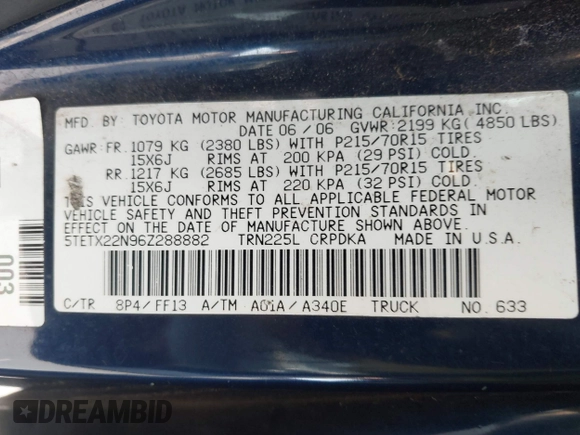 MFD. BY: TOYOTA MOTOR MANUFACTURING CALIFORNIA, INC.
DATE 06/06 GVWR: 2199 KG( 4850 LBS)
GAWR: FR. 1079 KG (2380 LBS) WITH P215/70R15 TIRES
15X6J RIMS AT 200 KPA (29 PSI) COLD.
RR. 1217 KG (2685 LBS) WITH P215/70R15 TIRES
15X6J RIMS AT 220 KPA (32 PSI) COLD.
THIS VEHICLE CONFORMS TO ALL APPLICABLE FEDERAL MOTOR
VEHICLE SAFETY AND THEFT PREVENTION STANDARDS IN
EFFECT ON THE DATE OF MANUFACTURE SHOWN ABOVE.
5TETX22N96Z288882 TRN225L CRPDKA MADE IN U.S.A.
C/TR 8P4/FF13 A/TM A01A/A340E TRUCK NO. 633
003
DREAMBID